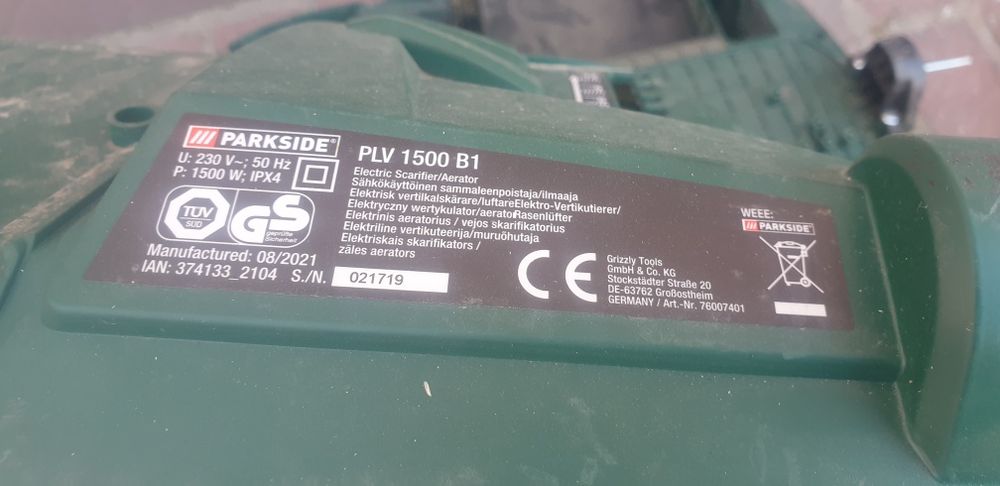 PARKSIDE®
U: 230 V~; 50 Hz
P: 1500 W; IPX4
TÜV
SÜD
GS
geprüfte
Sicherheit
Manufactured: 08/2021
IAN: 374133_2104 S./N. 021719
PLV 1500 B1
Electric Scarifier/Aerator
Sähkökäyttöinen sammaleenpoistaja/ilmaaja
Elektrisk vertilkalskärare/luftareElektro-Vertikutierer/
Elektryczny wertykulator/aeratorRasenlüfter
Elektrinis aeratorius / vejos skarifikatorius
Elektriline vertikuteerija/muruõhutaja
Elektriskais skarifikators /
zāles aerators
CE
Grizzly Tools
GmbH & Co. KG
Stockstädter Straße 20
DE-63762 Großostheim
GERMANY / Art.-Nr. 76007401
WEEE:
PARKSIDE